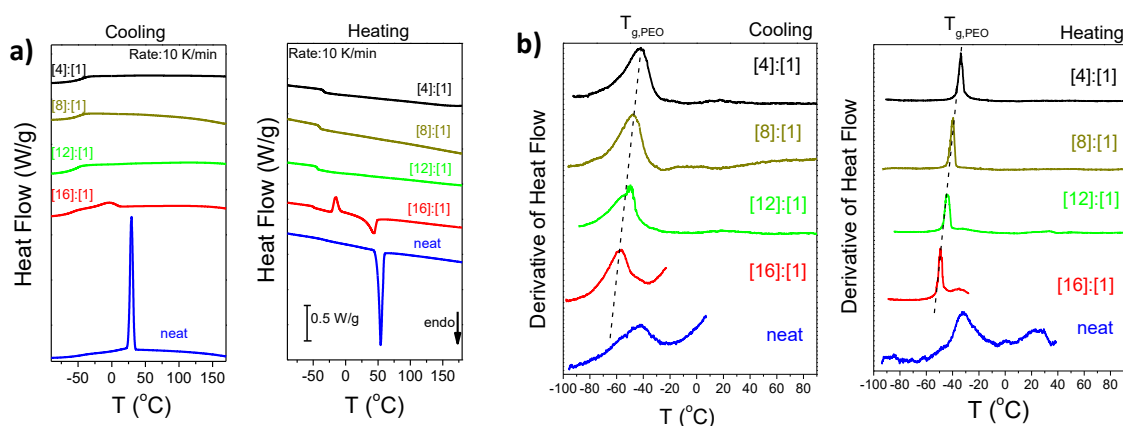 a)
Cooling
Rate:10 K/min
[4]:[1]
[8]:[1]
[12]:[1]
[16]:[1]
neat
Heat Flow (W/g)
-50 0 50 100 150
T (°C)
Heating
Rate:10 K/min
[4]:[1]
[8]:[1]
[12]:[1]
[16]:[1]
neat
0.5 W/g
endo
Heat Flow (W/g)
-50 0 50 100 150
T (°C)
b)
Tg,PEO
Cooling
[4]:[1]
[8]:[1]
[12]:[1]
[16]:[1]
neat
Derivative of Heat Flow
-100 -80 -60 -40 -20 0 20 40 60 80
T (°C)
Tg,PEO
Heating
[4]:[1]
[8]:[1]
[12]:[1]
[16]:[1]
neat
Derivative of Heat Flow
-100 -80 -60 -40 -20 0 20 40 60 80
T (°C)